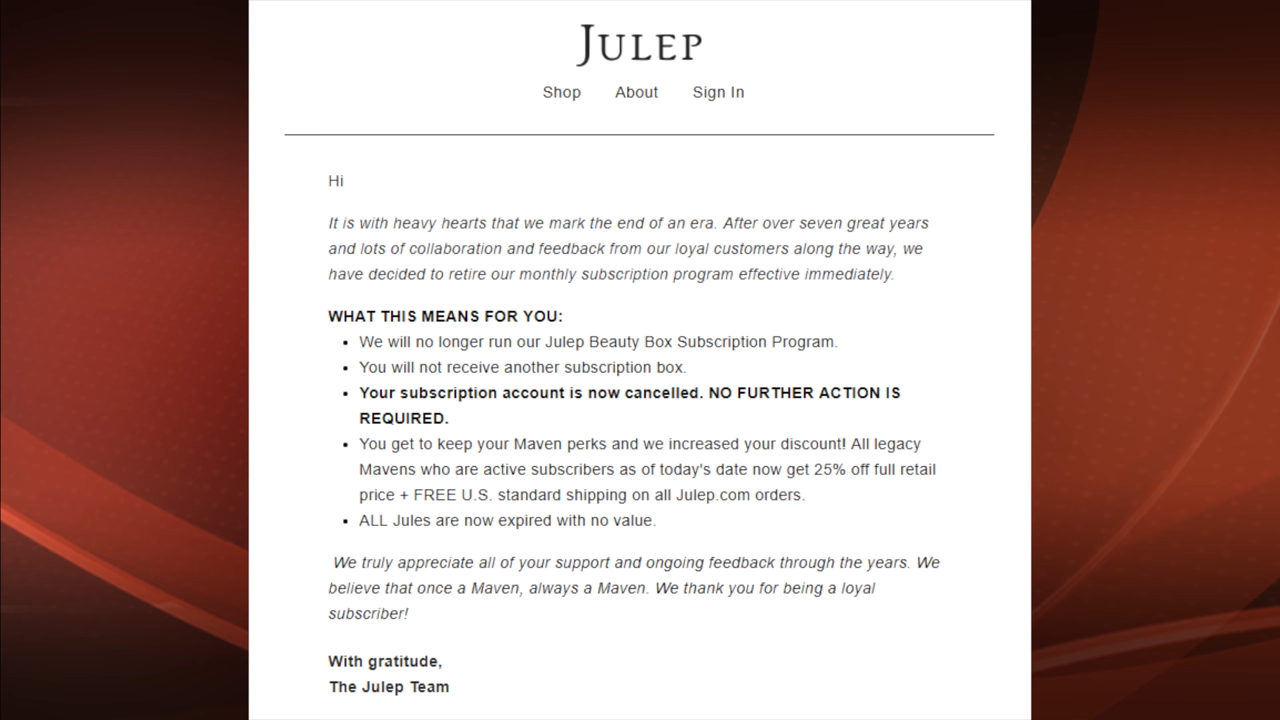 JULEP
Shop About Sign In
Hi
It is with heavy hearts that we mark the end of an era. After over seven great years
and lots of collaboration and feedback from our loyal customers along the way, we
have decided to retire our monthly subscription program effective immediately.
WHAT THIS MEANS FOR YOU:
• We will no longer run our Julep Beauty Box Subscription Program.
• You will not receive another subscription box.
• Your subscription account is now cancelled. NO FURTHER ACTION IS
REQUIRED.
• You get to keep your Maven perks and we increased your discount! All legacy
Mavens who are active subscribers as of today's date now get 25% off full retail
price + FREE U.S. standard shipping on all Julep.com orders.
• ALL Jules are now expired with no value.
We truly appreciate all of your support and ongoing feedback through the years. We
believe that once a Maven, always a Maven. We thank you for being a loyal
subscriber!
With gratitude,
The Julep Team